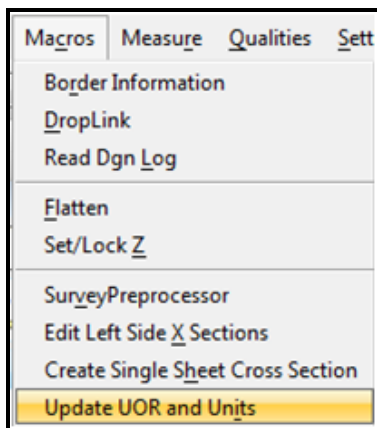 Macros Measure Qualities Sett
Border Information
DropLink
Read Dgn Log
Flatten
Set/Lock Z
SurveyPreprocessor
Edit Left Side X Sections
Create Single Sheet Cross Section
Update UOR and Units